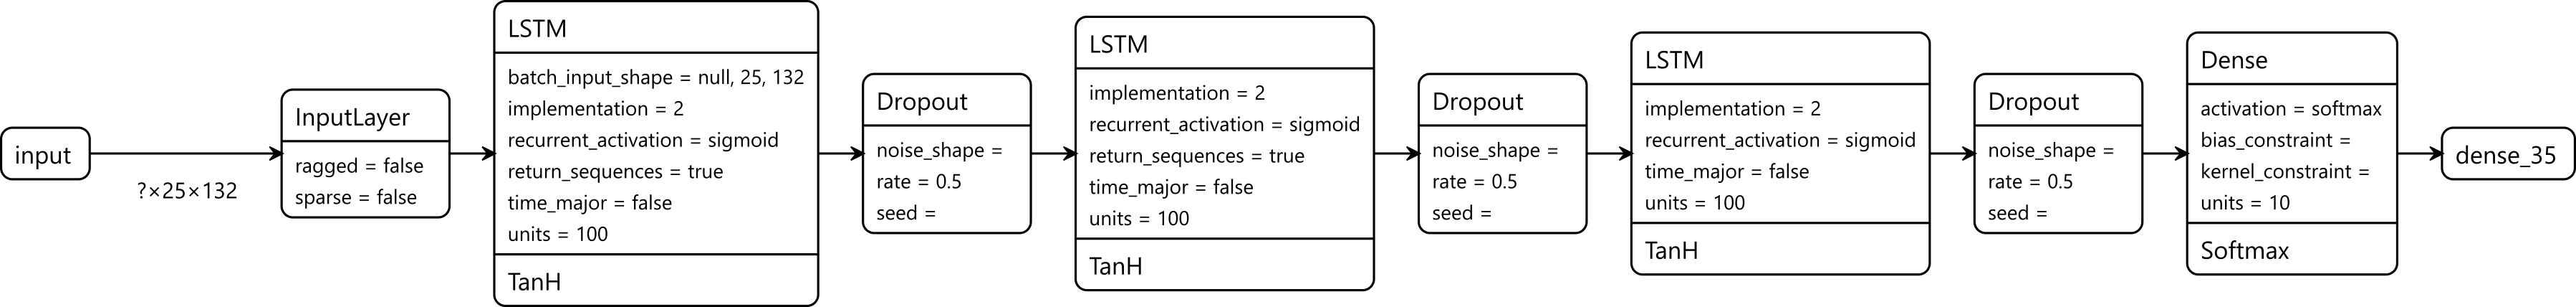 input
?×25×132
InputLayer
ragged = false
sparse = false
LSTM
batch_input_shape = null, 25, 132
implementation = 2
recurrent_activation = sigmoid
return_sequences = true
time_major = false
units = 100
TanH
Dropout
noise_shape =
rate = 0.5
seed =
LSTM
implementation = 2
recurrent_activation = sigmoid
return_sequences = true
time_major = false
units = 100
TanH
Dropout
noise_shape =
rate = 0.5
seed =
LSTM
implementation = 2
recurrent_activation = sigmoid
time_major = false
units = 100
TanH
Dropout
noise_shape =
rate = 0.5
seed =
Dense
activation = softmax
bias_constraint =
kernel_constraint =
units = 10
Softmax
dense_35